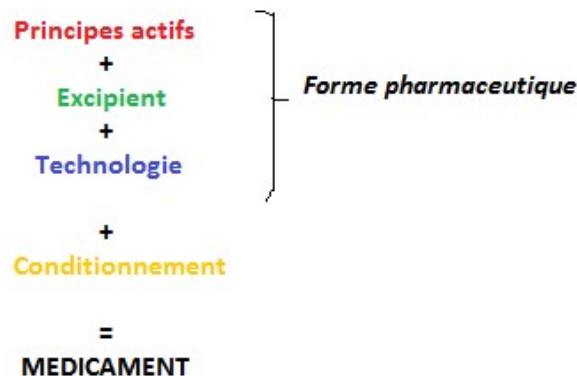 Principes actifs
+
Excipient
+
Technologie
Forme pharmaceutique
+
Conditionnement
=
MEDICAMENT